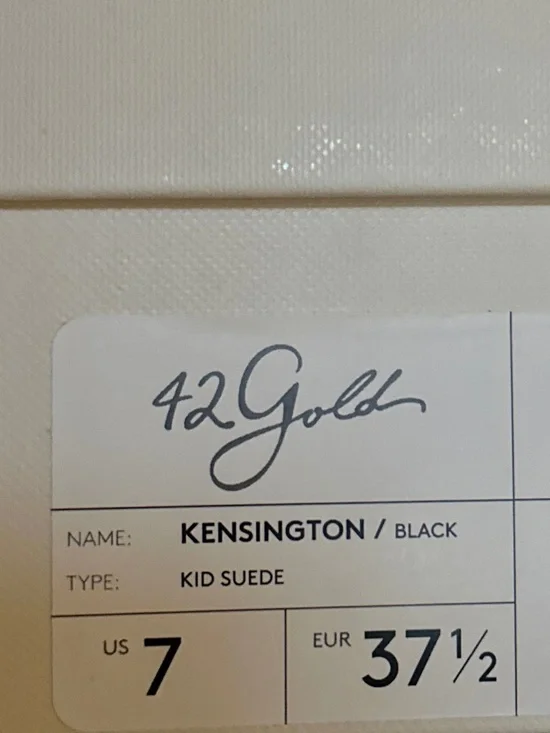 42 Gold
NAME: KENSINGTON / BLACK
TYPE: KID SUEDE
US 7 EUR 37½